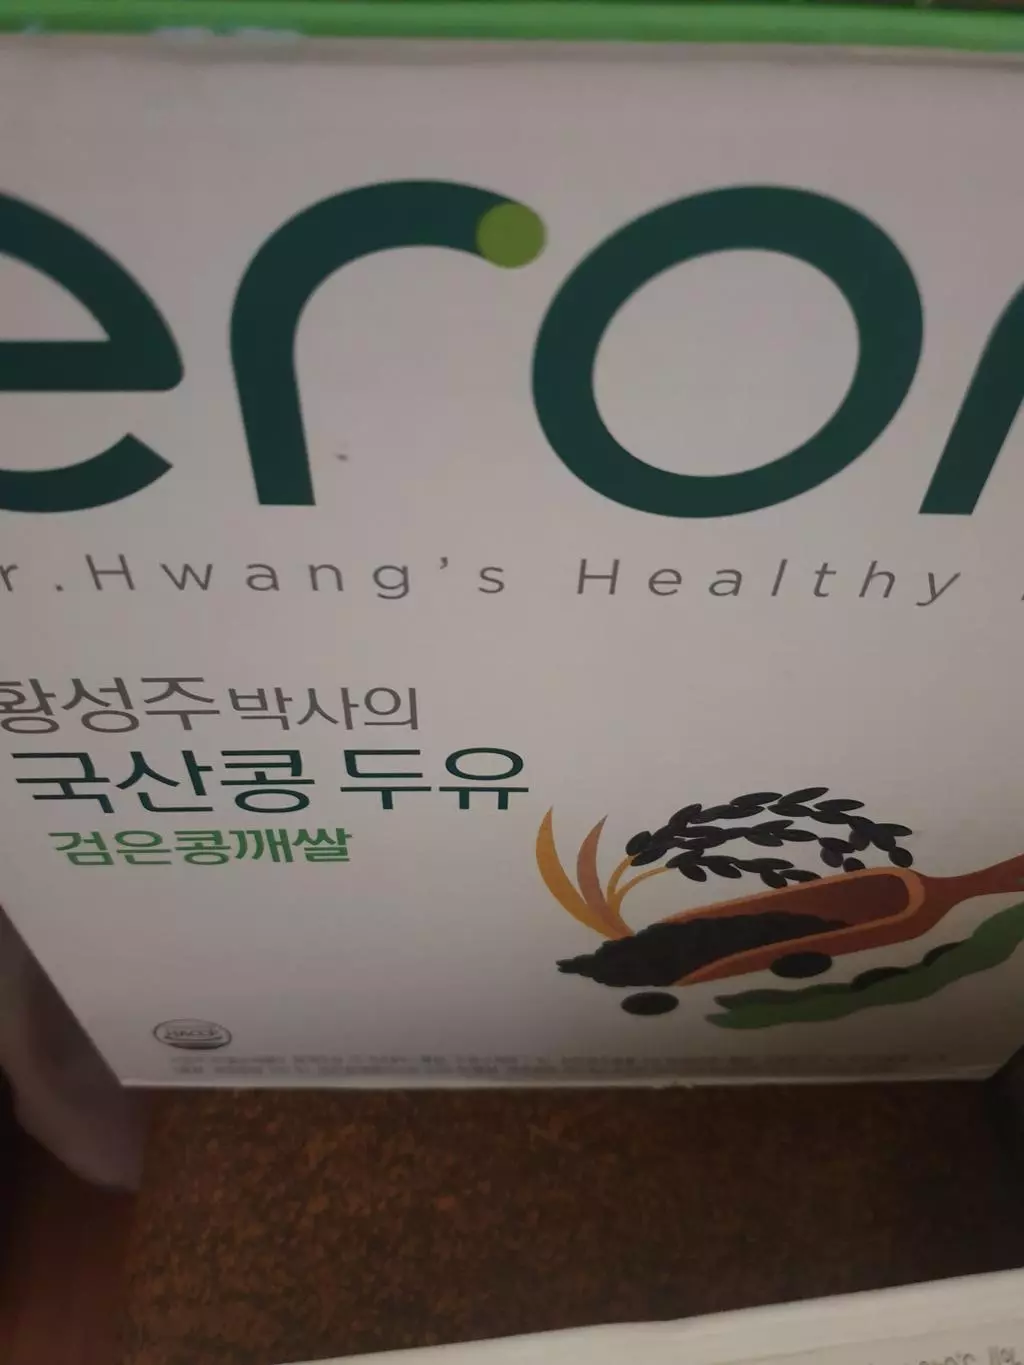 eron
r.Hwang's Healthy
황성주 박사의
국산콩 두유
검은콩깨쌀
HACCP